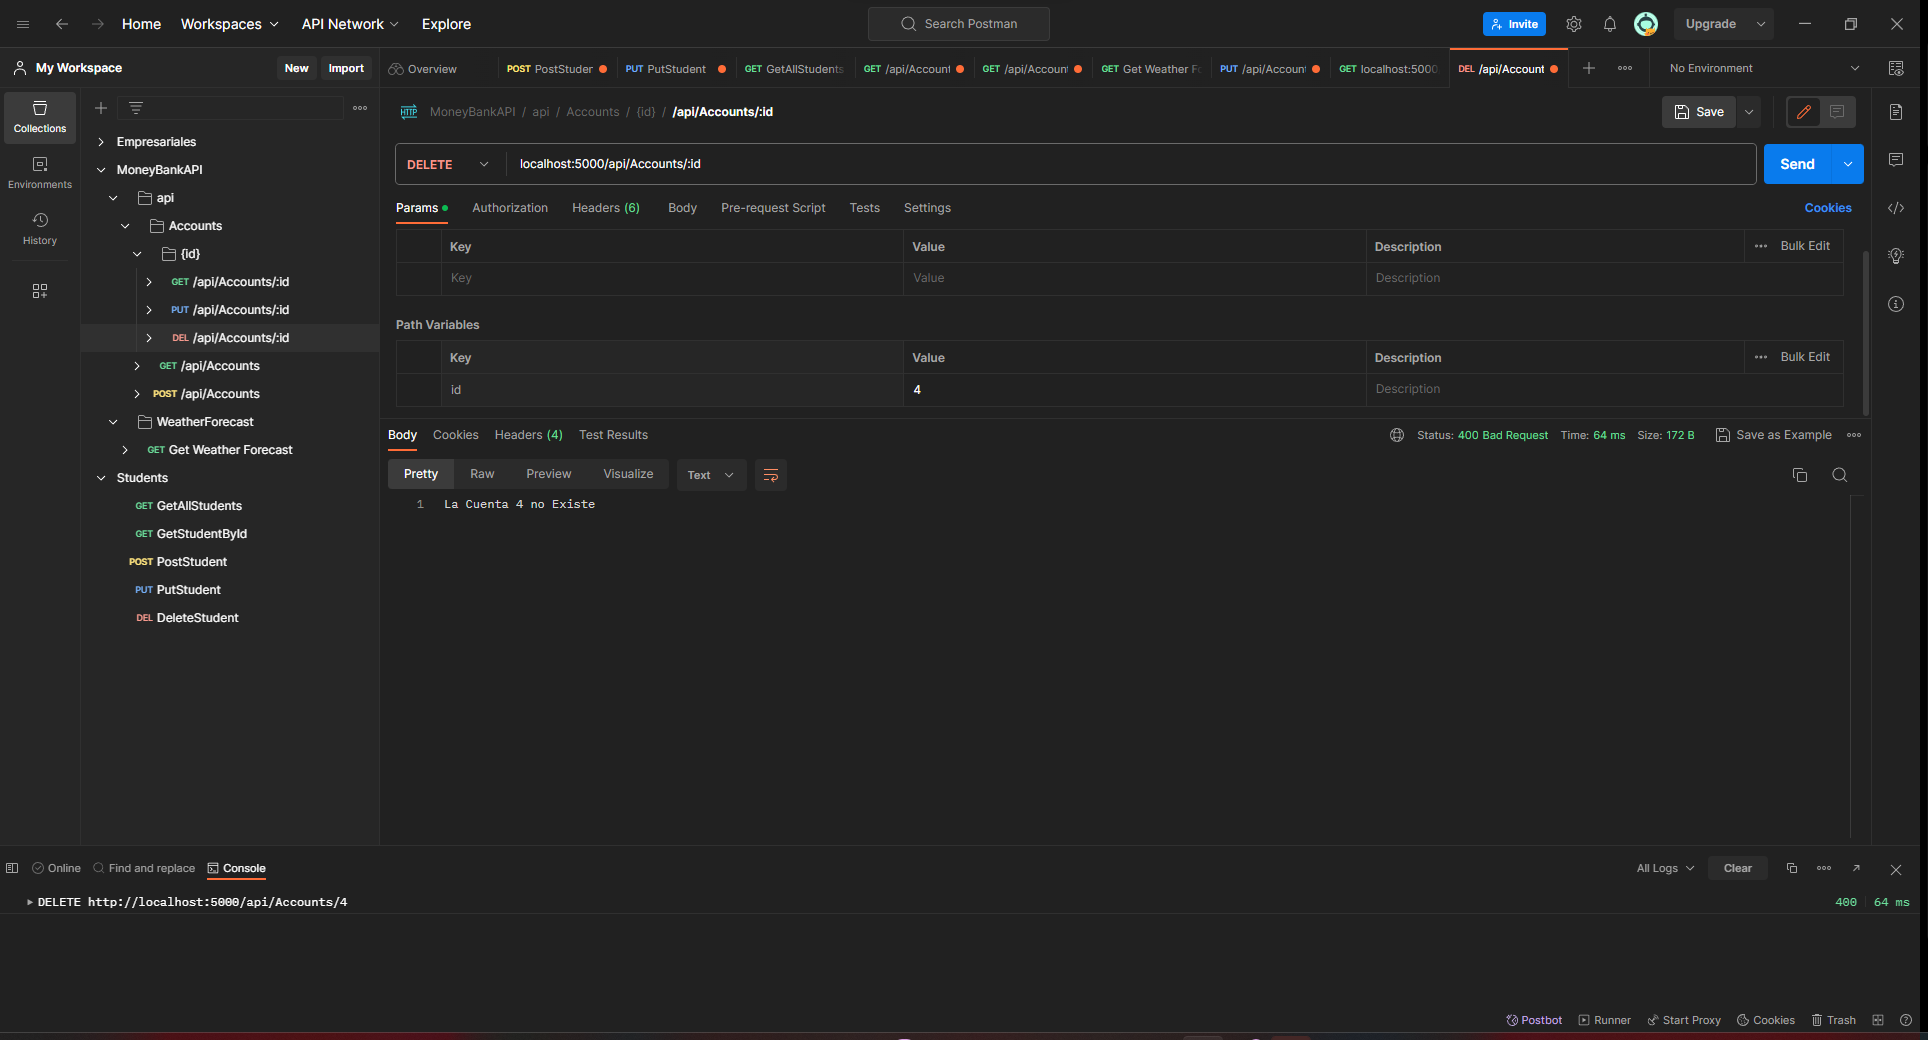 Home Workspaces API Network Explore Search Postman Invite Upgrade
My Workspace New Import Overview POST PostStuden PUT PutStudent GET GetAllStudents GET /api/Account GET /api/Account GET Get Weather Fo PUT /api/Account GET localhost:5000, DEL /api/Account No Environment
Collections
Environments
History
Empresariales
MoneyBankAPI
api
Accounts
{id}
GET /api/Accounts/:id
PUT /api/Accounts/:id
DEL /api/Accounts/:id
GET /api/Accounts
POST /api/Accounts
WeatherForecast
GET Get Weather Forecast
Students
GET GetAllStudents
GET GetStudentById
POST PostStudent
PUT PutStudent
DEL DeleteStudent
HTTP MoneyBankAPI / api / Accounts / {id} / /api/Accounts/:id Save
DELETE localhost:5000/api/Accounts/:id Send
Params Authorization Headers (6) Body Pre-request Script Tests Settings Cookies
Key Value Description Bulk Edit
Key Value Description
Path Variables
Key Value Description Bulk Edit
id 4 Description
Body Cookies Headers (4) Test Results Status: 400 Bad Request Time: 64 ms Size: 172 B Save as Example
Pretty Raw Preview Visualize Text
1 La Cuenta 4 no Existe
Online Find and replace Console All Logs Clear
DELETE http://localhost:5000/api/Accounts/4 400 64 ms
Postbot Runner Start Proxy Cookies Trash